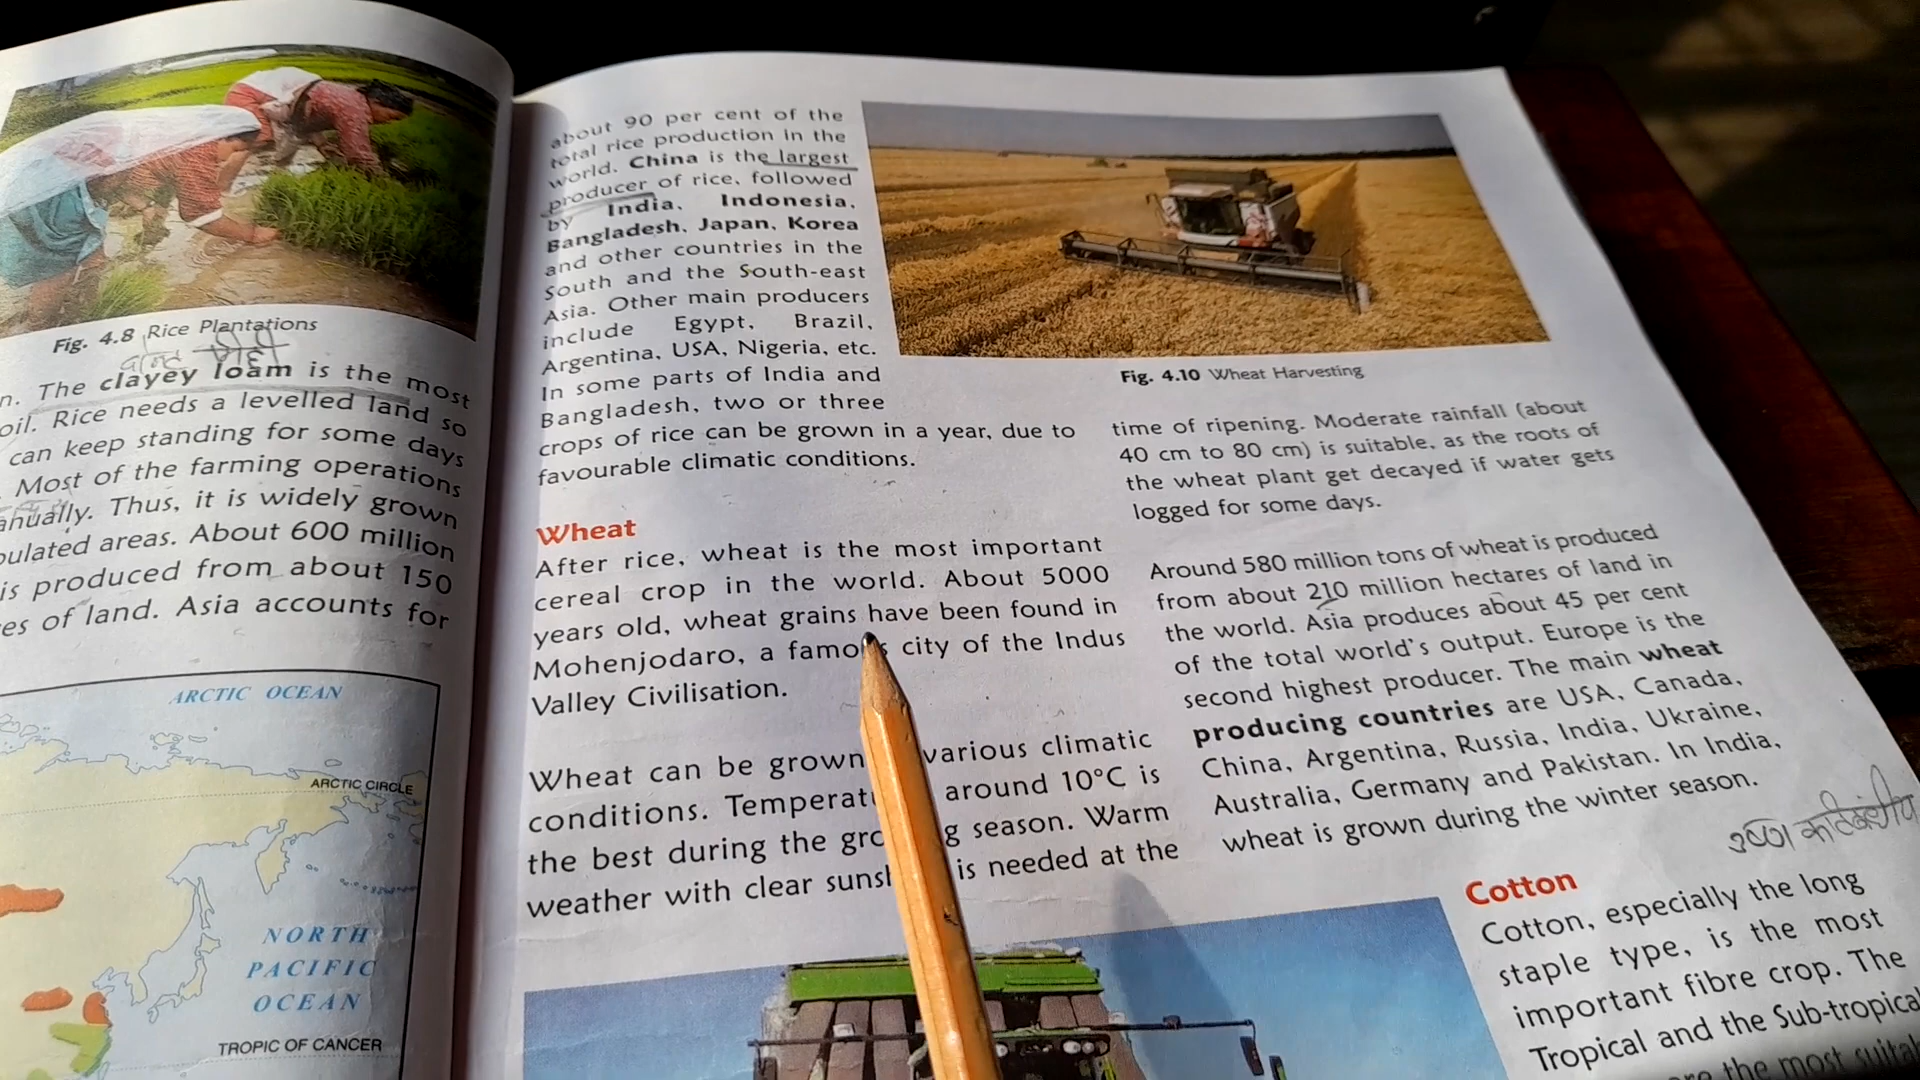 Fig. 4.8 Rice Plantations
n. The clayey loam is the most
oil. Rice needs a levelled land so
can keep standing for some days
Most of the farming operations
anually. Thus, it is widely grown
pulated areas. About 600 million
is produced from about 150
es of land. Asia accounts for
ARCTIC OCEAN
ARCTIC CIRCLE
NORTH
PACIFIC
OCEAN
TROPIC OF CANCER
about 90 per cent of the
total rice production in the
world. China is the largest
producer of rice, followed
by India, Indonesia,
Bangladesh, Japan, Korea
and other countries in the
South and the South-east
Asia. Other main producers
include Egypt, Brazil,
Argentina, USA, Nigeria, etc.
In some parts of India and
Bangladesh, two or three
crops of rice can be grown in a year, due to
favourable climatic conditions.
Wheat
After rice, wheat is the most important
cereal crop in the world. About 5000
years old, wheat grains have been found in
Mohenjodaro, a famous city of the Indus
Valley Civilisation.
Wheat can be grown various climatic
conditions. Temperatu around 10°C is
the best during the gro g season. Warm
weather with clear sunsh is needed at the
Fig. 4.10 Wheat Harvesting
time of ripening. Moderate rainfall (about
40 cm to 80 cm) is suitable, as the roots of
the wheat plant get decayed if water gets
logged for some days.
Around 580 million tons of wheat is produced
from about 210 million hectares of land in
the world. Asia produces about 45 per cent
of the total world's output. Europe is the
second highest producer. The main wheat
producing countries are USA, Canada,
China, Argentina, Russia, India, Ukraine,
Australia, Germany and Pakistan. In India,
wheat is grown during the winter season.
Cotton
Cotton, especially the long
staple type, is the most
important fibre crop. The
Tropical and the Sub-tropical
are the most suitab